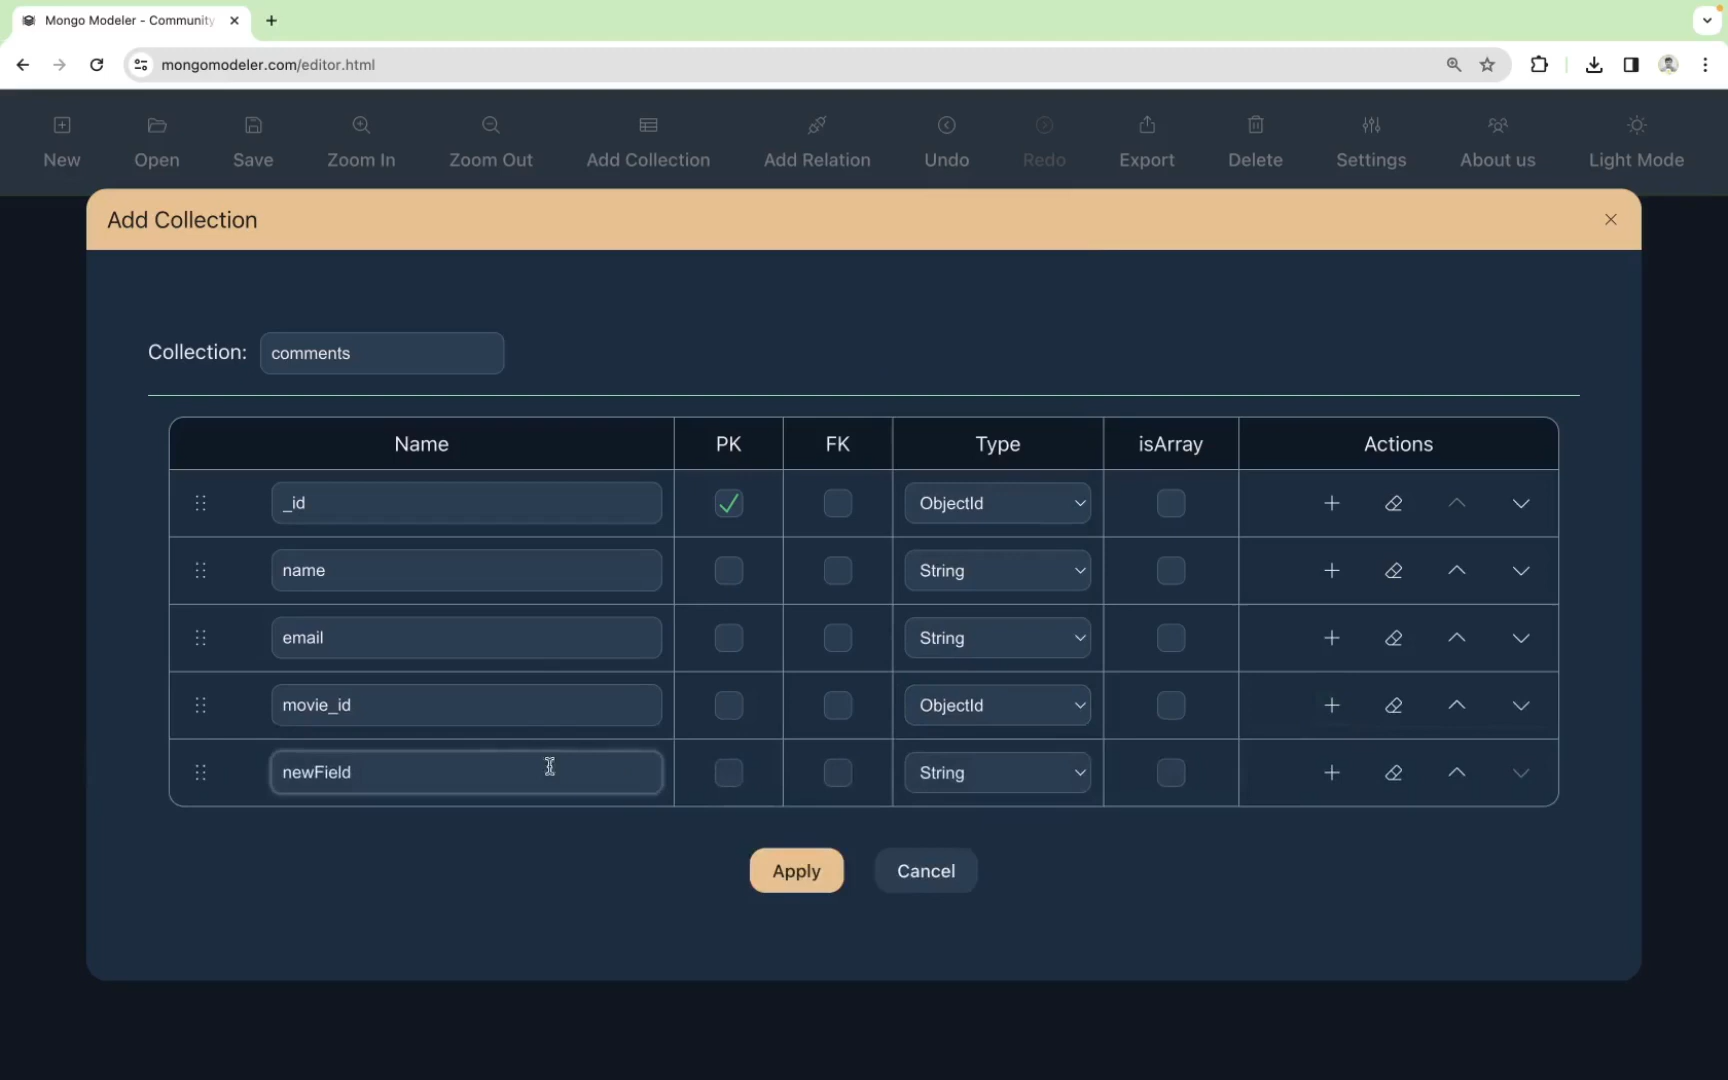 Mongo Modeler - Community
mongomodeler.com/editor.html
New Open Save Zoom In Zoom Out Add Collection Add Relation Undo Redo Export Delete Settings About us Light Mode
Add Collection
Collection: comments
Name PK FK Type isArray Actions
_id ObjectId
name String
email String
movie_id ObjectId
newField String
Apply Cancel